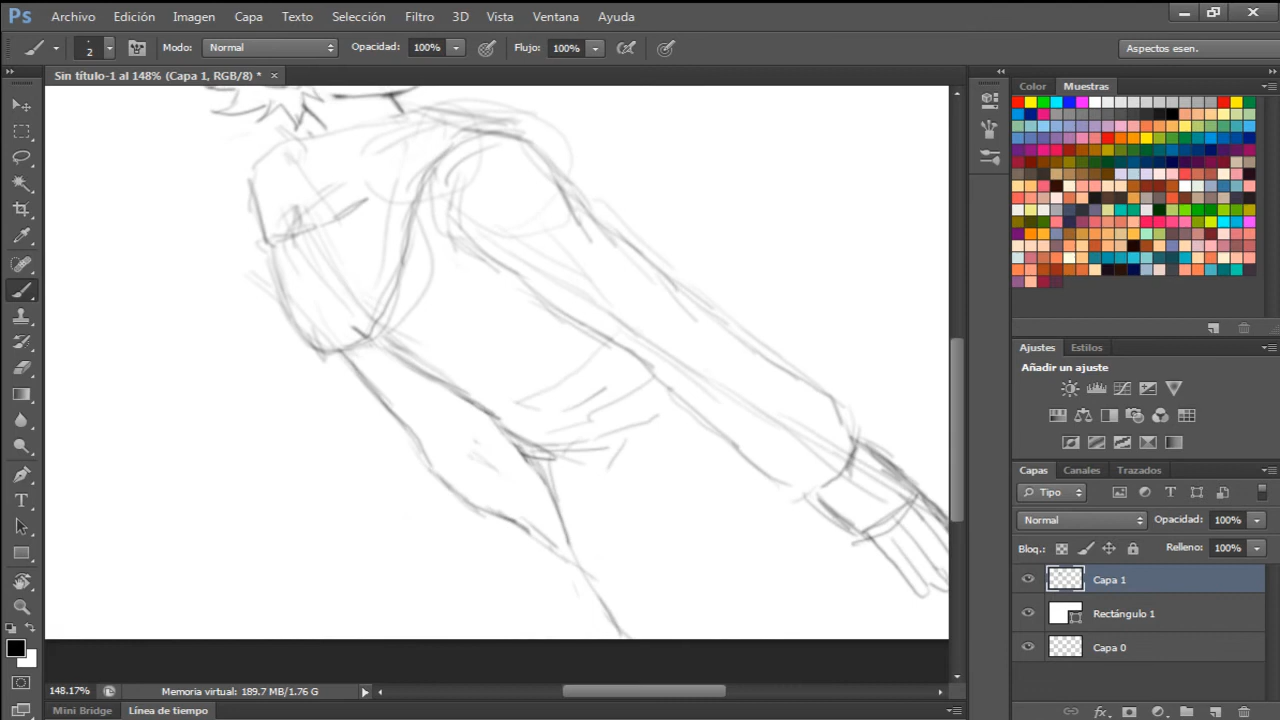 Ps Archivo Edición Imagen Capa Texto Selección Filtro 3D Vista Ventana Ayuda
2 Modo: Normal Opacidad: 100% Flujo: 100% Aspectos esen.
Sin título-1 al 148% (Capa 1, RGB/8) *
Color Muestras
Ajustes Estilos
Añadir un ajuste
Capas Canales Trazados
Tipo
Normal Opacidad: 100%
Bloq.: Relleno: 100%
Capa 1
Rectángulo 1
Capa 0
148.17% Memoria virtual: 189.7 MB/1.76 G
Mini Bridge Línea de tiempo